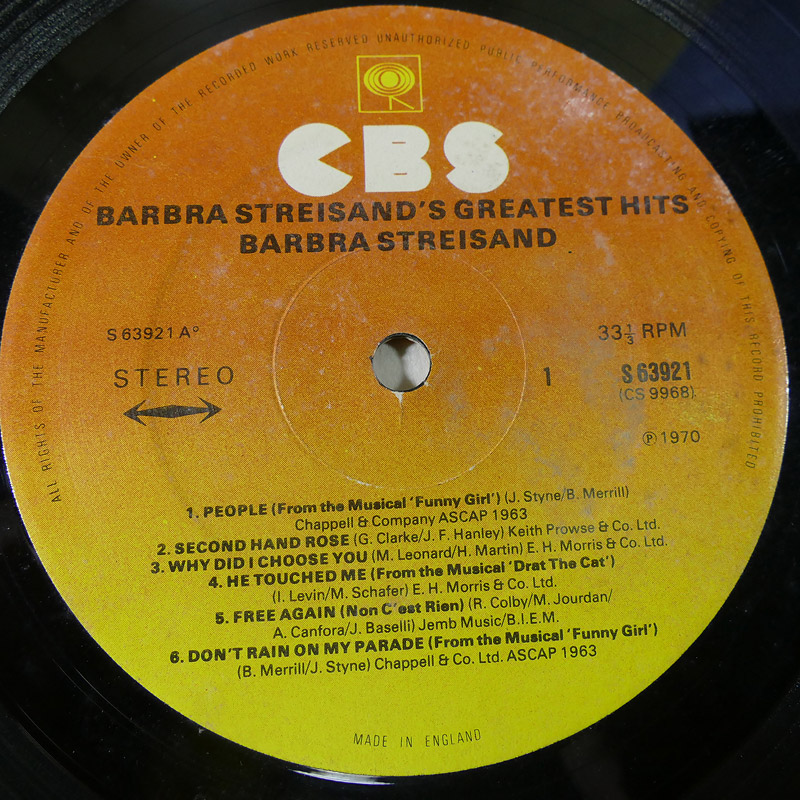 ALL RIGHTS OF THE MANUFACTURER AND OF THE OWNER OF THE RECORDED WORK RESERVED UNAUTHORIZED PUBLIC PERFORMANCE BROADCASTING AND COPYING OF THIS RECORD PROHIBITED
CBS
BARBRA STREISAND'S GREATEST HITS
BARBRA STREISAND
S 63921 A°
33⅓ RPM
STEREO
1
S 63921
(CS 9968)
℗ 1970
1. PEOPLE (From the Musical 'Funny Girl') (J. Styne/B. Merrill)
Chappell & Company ASCAP 1963
2. SECOND HAND ROSE (G. Clarke/J. F. Hanley) Keith Prowse & Co. Ltd.
3. WHY DID I CHOOSE YOU (M. Leonard/H. Martin) E. H. Morris & Co. Ltd.
4. HE TOUCHED ME (From the Musical 'Drat The Cat')
(I. Levin/M. Schafer) E. H. Morris & Co. Ltd.
5. FREE AGAIN (Non C'est Rien) (R. Colby/M. Jourdan/
A. Canfora/J. Baselli) Jemb Music/B.I.E.M.
6. DON'T RAIN ON MY PARADE (From the Musical 'Funny Girl')
(B. Merrill/J. Styne) Chappell & Co. Ltd. ASCAP 1963
MADE IN ENGLAND